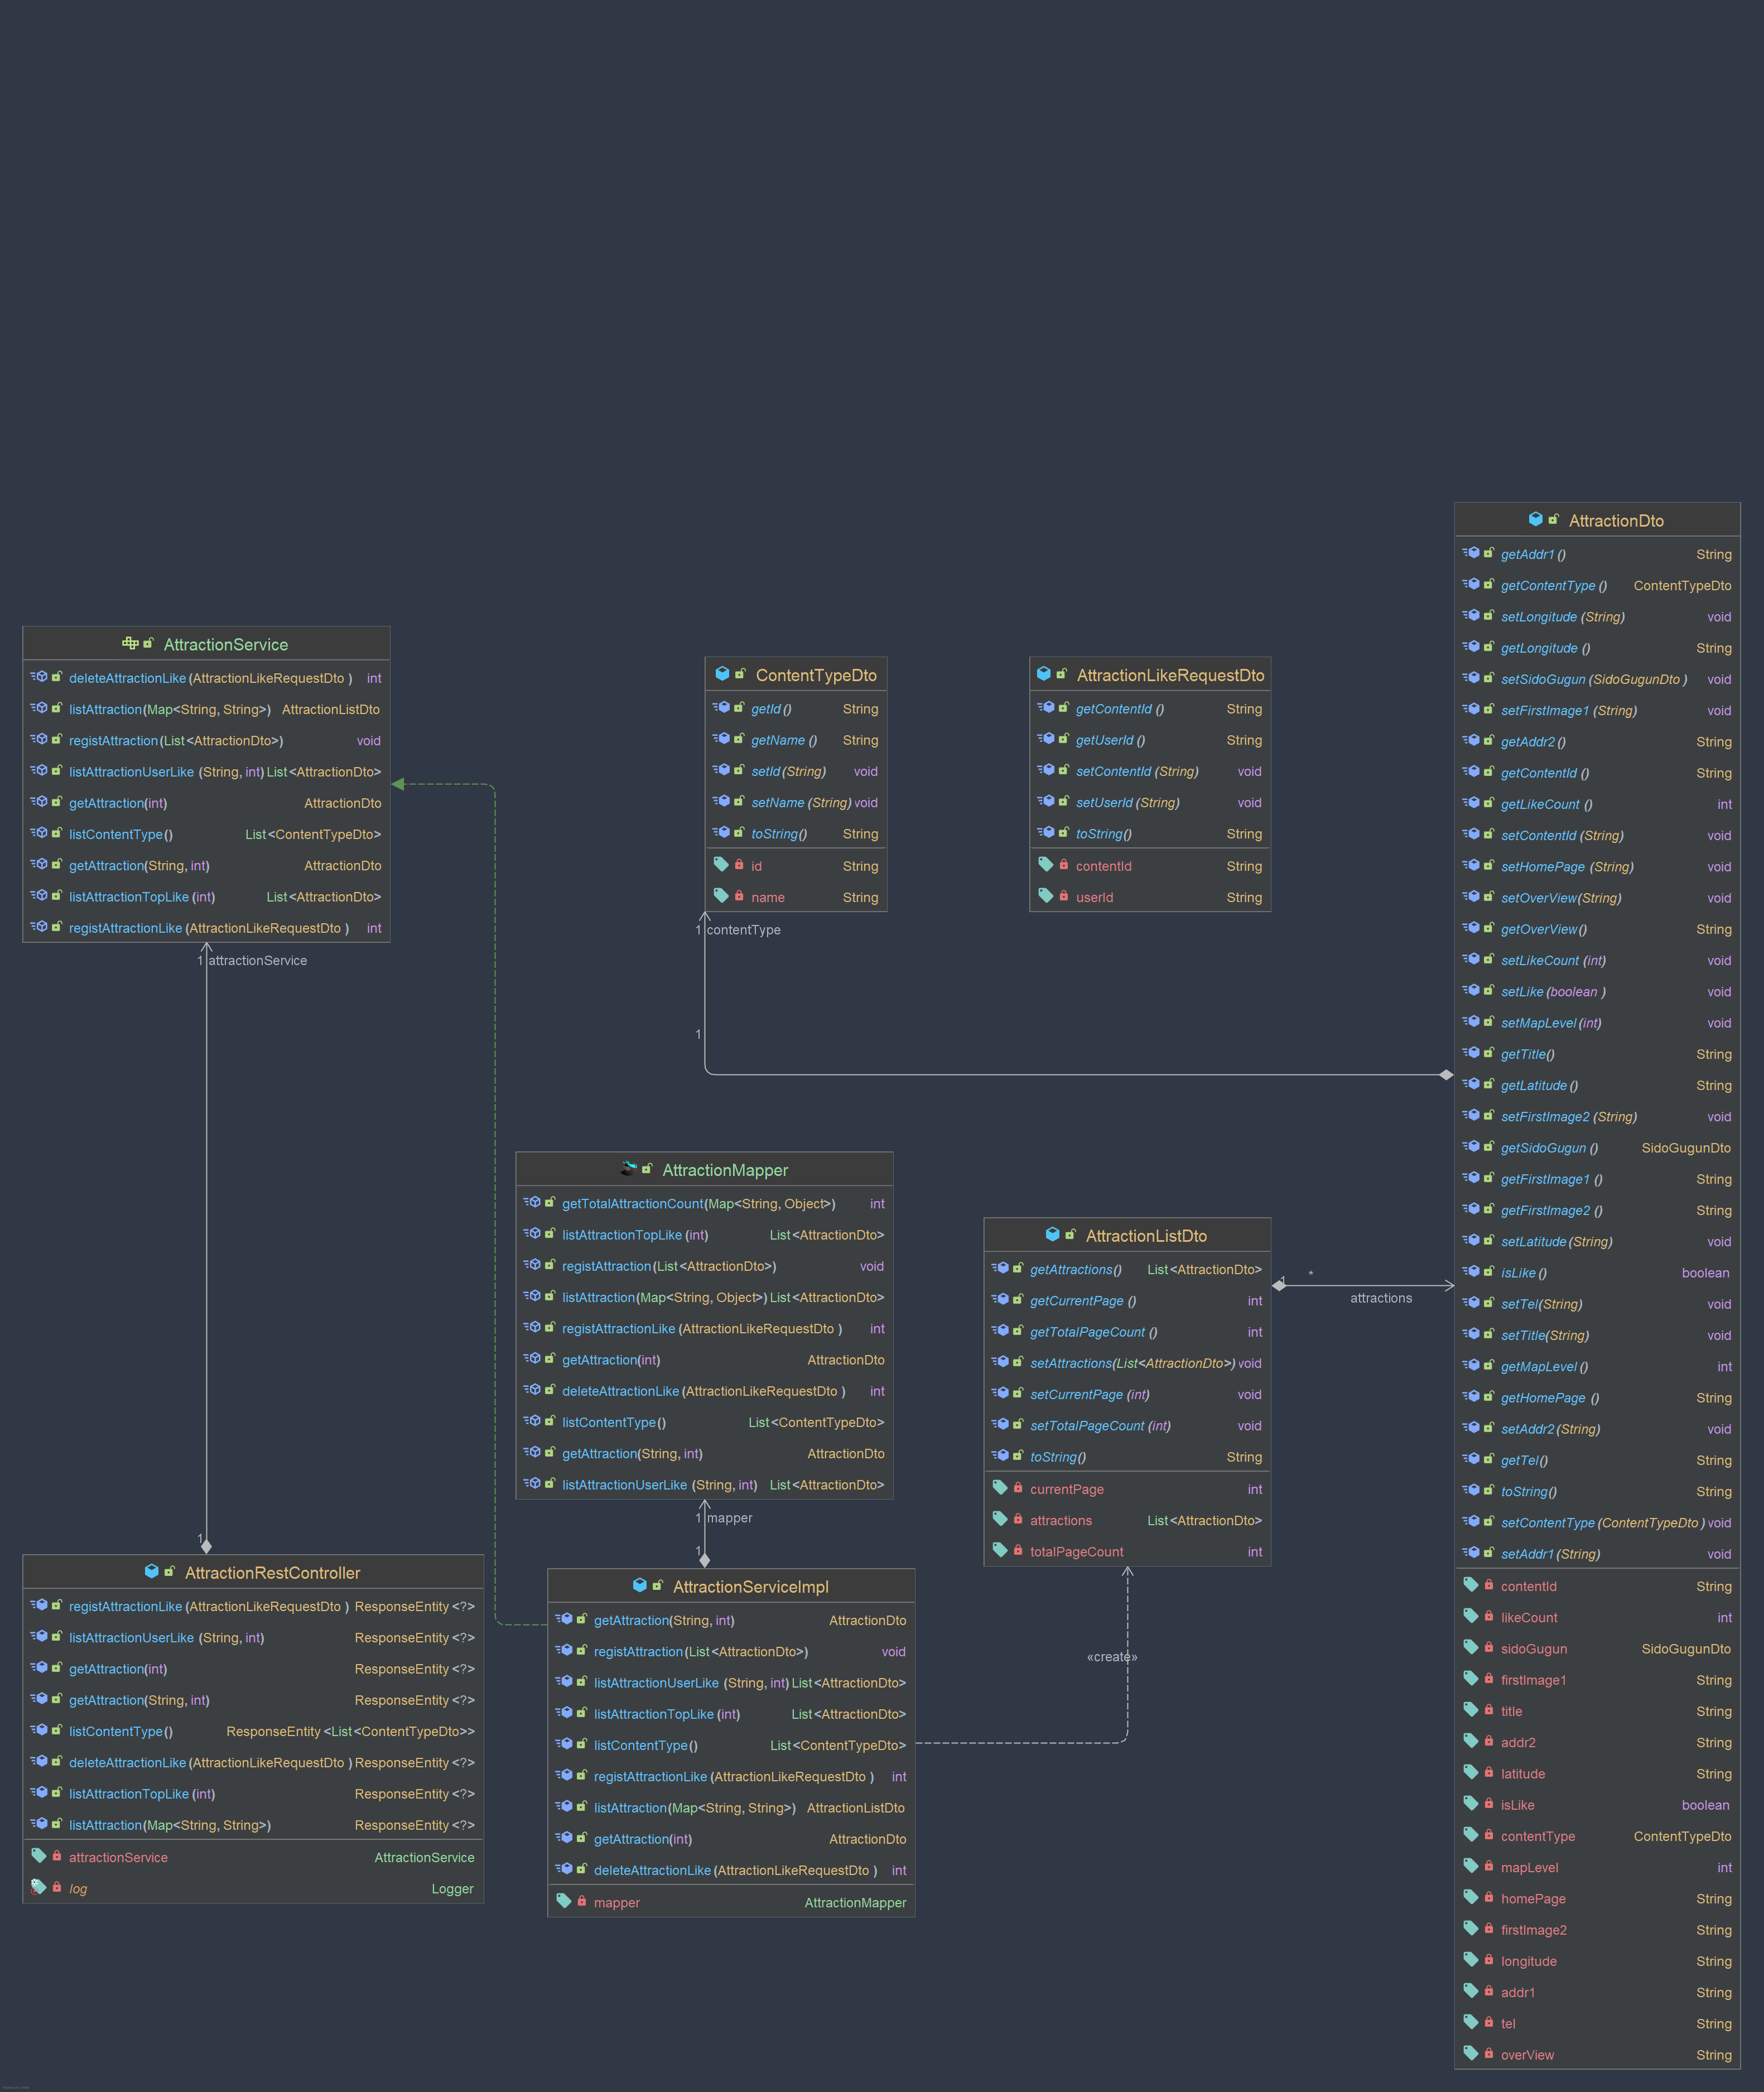 AttractionService
deleteAttractionLike(AttractionLikeRequestDto) int
listAttraction(Map<String, String>) AttractionListDto
registAttraction(List<AttractionDto>) void
listAttractionUserLike(String, int) List<AttractionDto>
getAttraction(int) AttractionDto
listContentType() List<ContentTypeDto>
getAttraction(String, int) AttractionDto
listAttractionTopLike(int) List<AttractionDto>
registAttractionLike(AttractionLikeRequestDto) int
1 attractionService
1
AttractionRestController
registAttractionLike(AttractionLikeRequestDto) ResponseEntity<?>
listAttractionUserLike(String, int) ResponseEntity<?>
getAttraction(int) ResponseEntity<?>
getAttraction(String, int) ResponseEntity<?>
listContentType() ResponseEntity<List<ContentTypeDto>>
deleteAttractionLike(AttractionLikeRequestDto) ResponseEntity<?>
listAttractionTopLike(int) ResponseEntity<?>
listAttraction(Map<String, String>) ResponseEntity<?>
attractionService AttractionService
log Logger
ContentTypeDto
getId() String
getName() String
setId(String) void
setName(String) void
toString() String
id String
name String
1 contentType
1
AttractionMapper
getTotalAttractionCount(Map<String, Object>) int
listAttractionTopLike(int) List<AttractionDto>
registAttraction(List<AttractionDto>) void
listAttraction(Map<String, Object>) List<AttractionDto>
registAttractionLike(AttractionLikeRequestDto) int
getAttraction(int) AttractionDto
deleteAttractionLike(AttractionLikeRequestDto) int
listContentType() List<ContentTypeDto>
getAttraction(String, int) AttractionDto
listAttractionUserLike(String, int) List<AttractionDto>
1 mapper
1
AttractionServiceImpl
getAttraction(String, int) AttractionDto
registAttraction(List<AttractionDto>) void
listAttractionUserLike(String, int) List<AttractionDto>
listAttractionTopLike(int) List<AttractionDto>
listContentType() List<ContentTypeDto>
registAttractionLike(AttractionLikeRequestDto) int
listAttraction(Map<String, String>) AttractionListDto
getAttraction(int) AttractionDto
deleteAttractionLike(AttractionLikeRequestDto) int
mapper AttractionMapper
AttractionLikeRequestDto
getContentId() String
getUserId() String
setContentId(String) void
setUserId(String) void
toString() String
contentId String
userId String
AttractionListDto
getAttractions() List<AttractionDto>
getCurrentPage() int
getTotalPageCount() int
setAttractions(List<AttractionDto>) void
setCurrentPage(int) void
setTotalPageCount(int) void
toString() String
currentPage int
attractions List<AttractionDto>
totalPageCount int
«create»
1 *
attractions
AttractionDto
getAddr1() String
getContentType() ContentTypeDto
setLongitude(String) void
getLongitude() String
setSidoGugun(SidoGugunDto) void
setFirstImage1(String) void
getAddr2() String
getContentId() String
getLikeCount() int
setContentId(String) void
setHomePage(String) void
setOverView(String) void
getOverView() String
setLikeCount(int) void
setLike(boolean) void
setMapLevel(int) void
getTitle() String
getLatitude() String
setFirstImage2(String) void
getSidoGugun() SidoGugunDto
getFirstImage1() String
getFirstImage2() String
setLatitude(String) void
isLike() boolean
setTel(String) void
setTitle(String) void
getMapLevel() int
getHomePage() String
setAddr2(String) void
getTel() String
toString() String
setContentType(ContentTypeDto) void
setAddr1(String) void
contentId String
likeCount int
sidoGugun SidoGugunDto
firstImage1 String
title String
addr2 String
latitude String
isLike boolean
contentType ContentTypeDto
mapLevel int
homePage String
firstImage2 String
longitude String
addr1 String
tel String
overView String